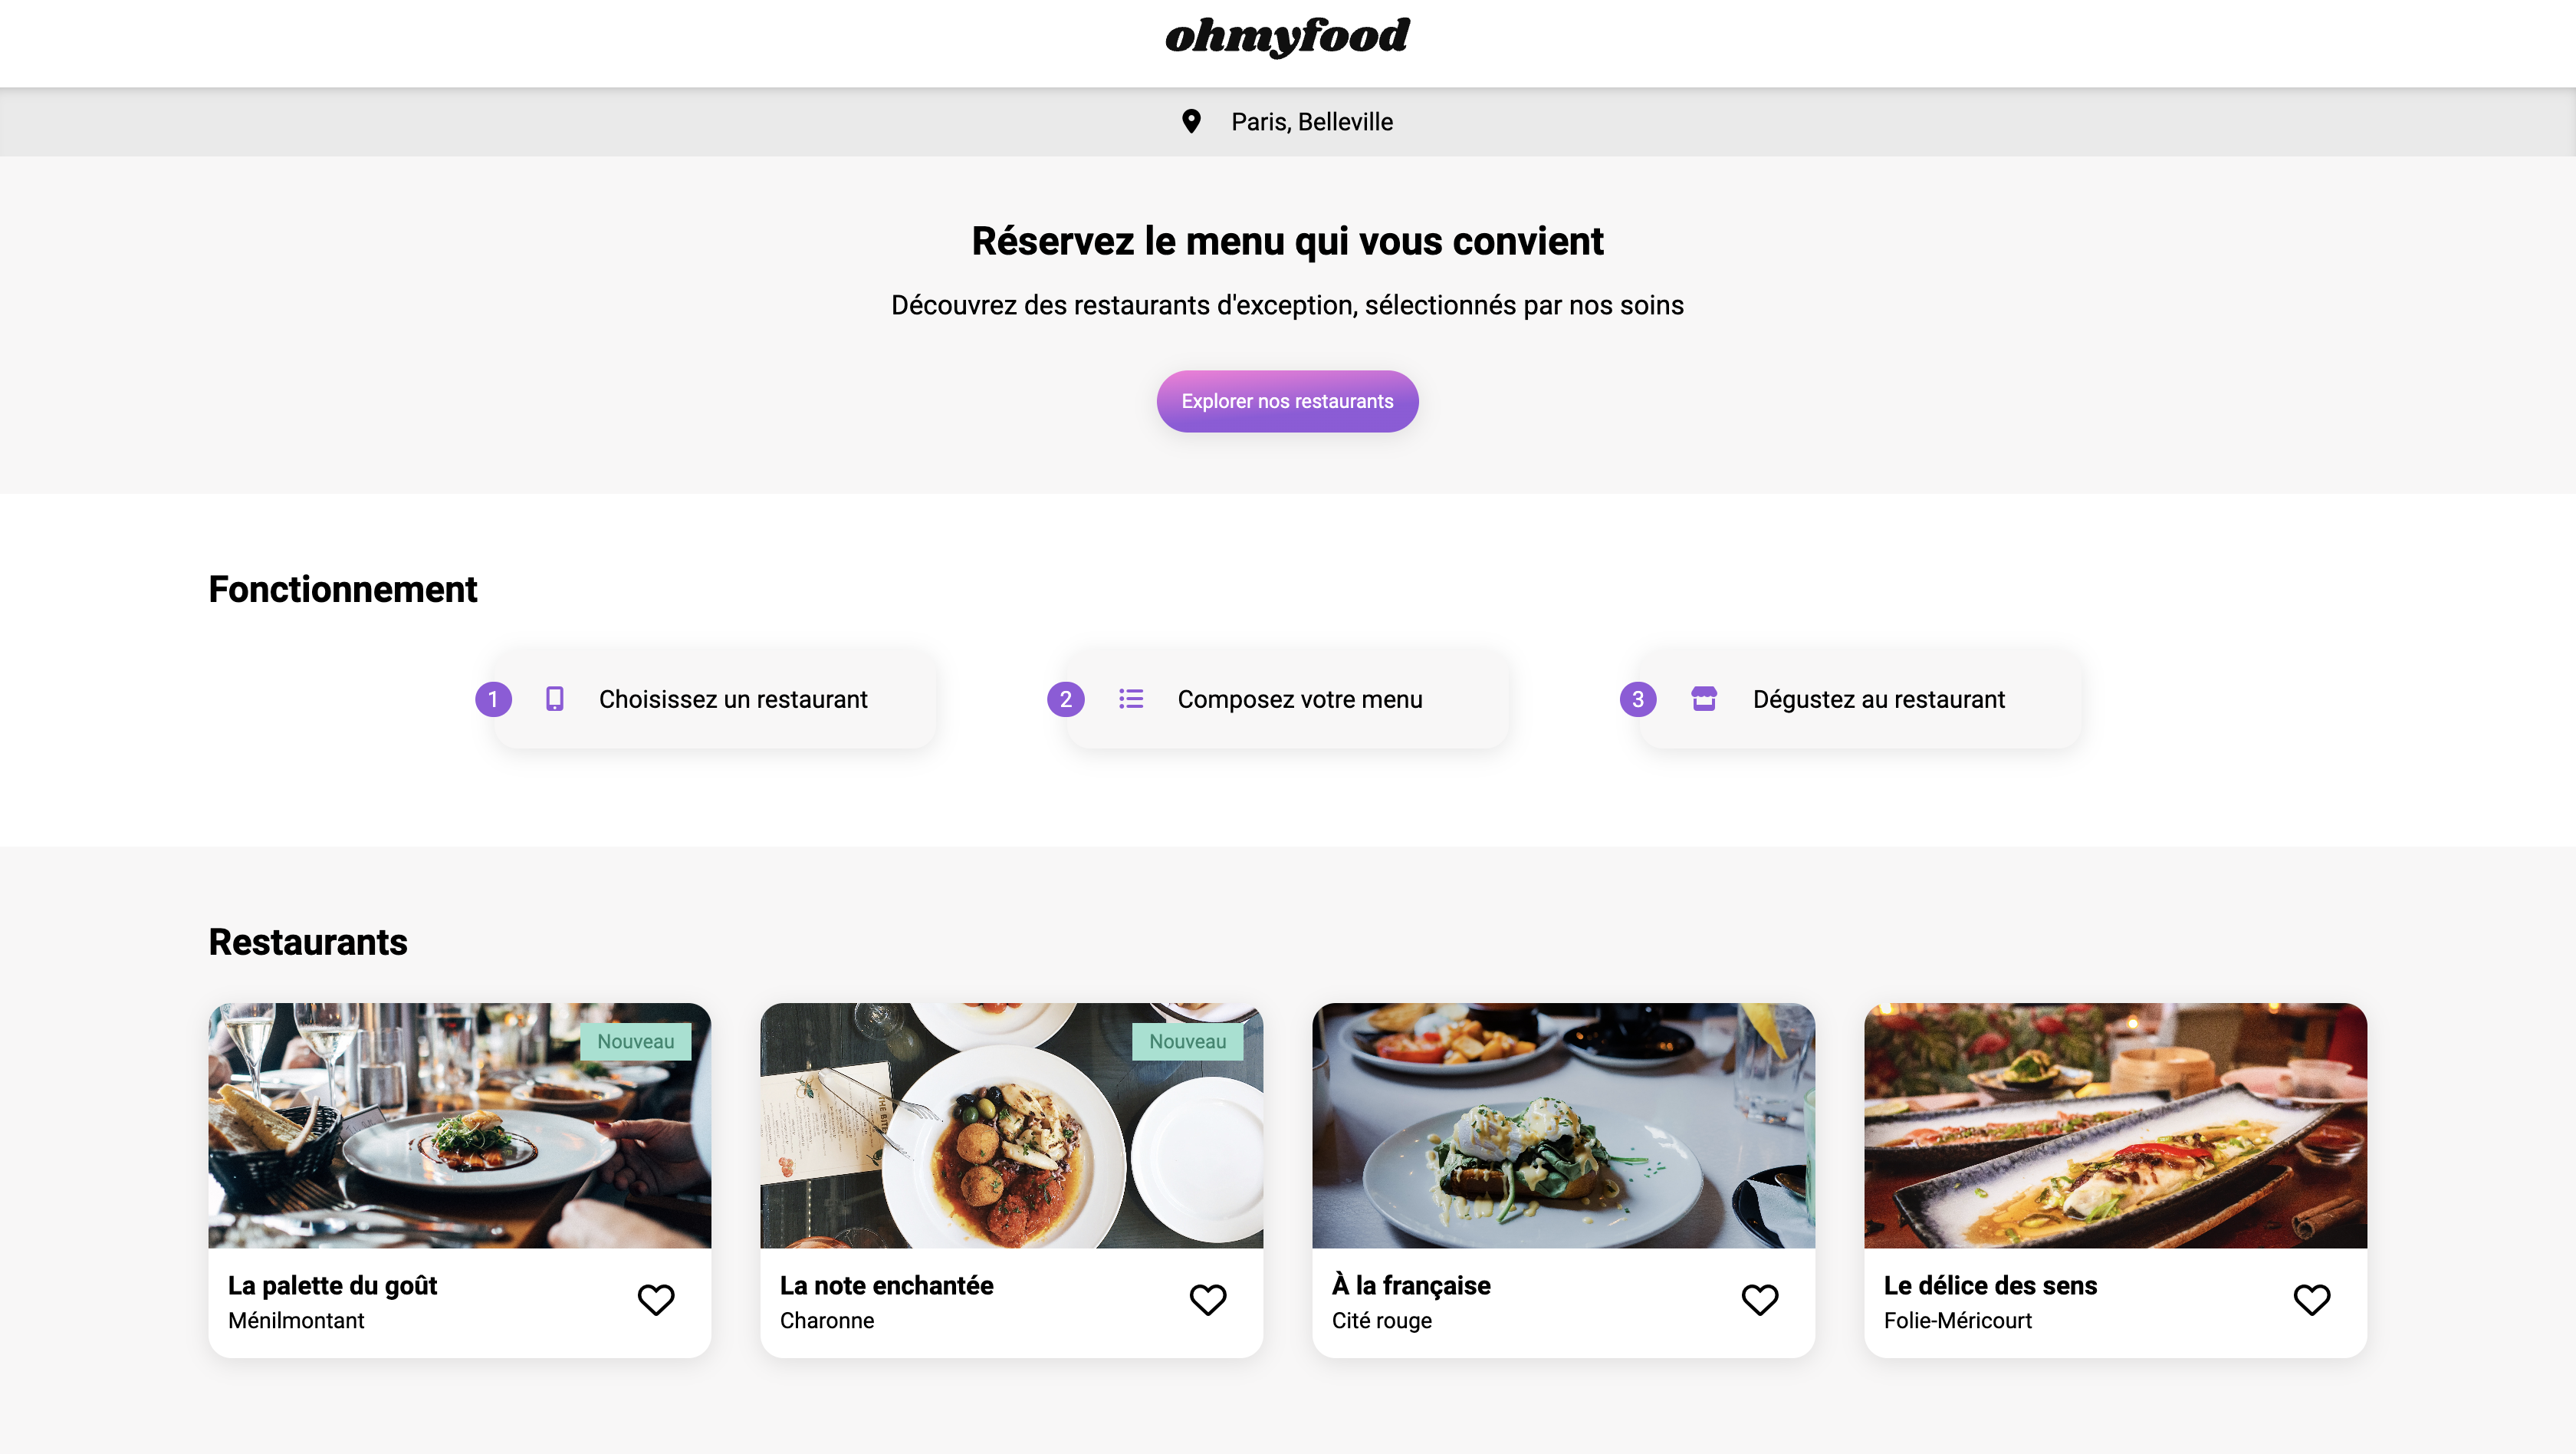 ohmyfood
Paris, Belleville
Réservez le menu qui vous convient
Découvrez des restaurants d'exception, sélectionnés par nos soins
Explorer nos restaurants
Fonctionnement
1 Choisissez un restaurant
2 Composez votre menu
3 Dégustez au restaurant
Restaurants
Nouveau
Nouveau
La palette du goût
Ménilmontant
La note enchantée
Charonne
À la française
Cité rouge
Le délice des sens
Folie-Méricourt